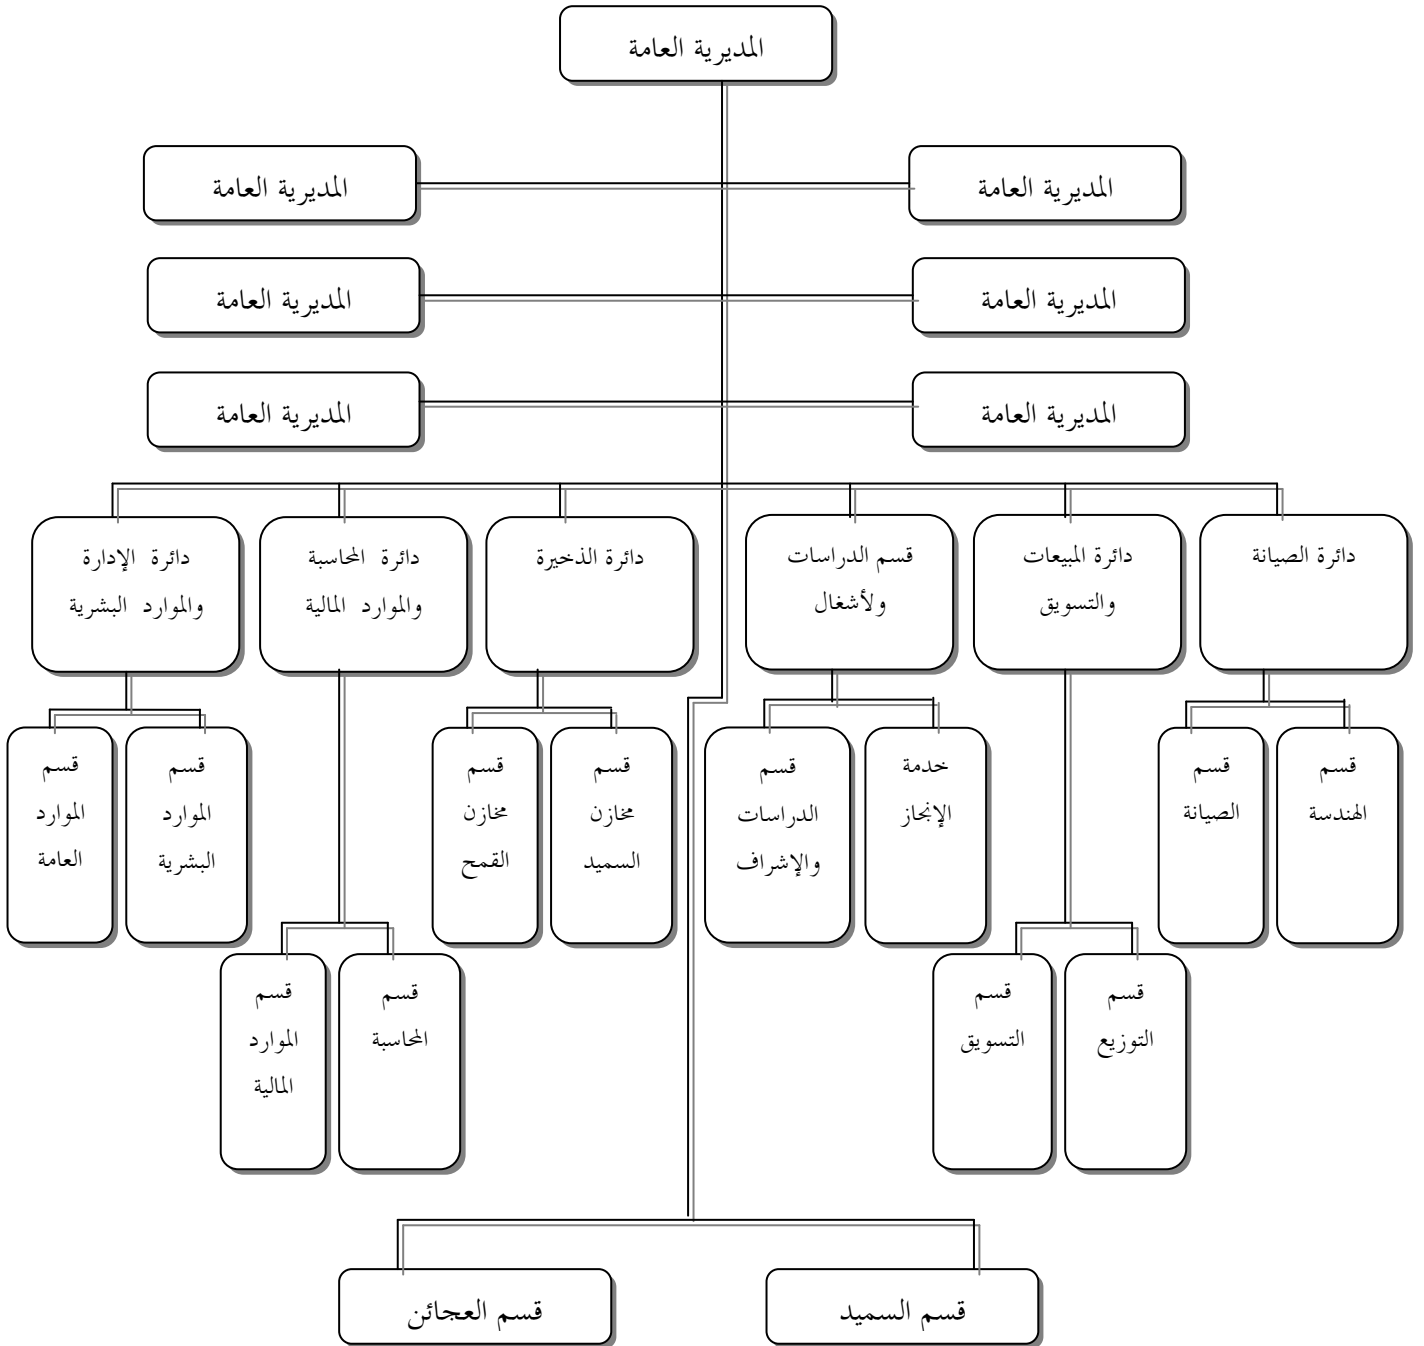 المديرية العامة
المديرية العامة
المديرية العامة
المديرية العامة
المديرية العامة
المديرية العامة
المديرية العامة
دائرة الصيانة
دائرة المبيعات
والتسويق
قسم الدراسات
ولأشغال
دائرة الذخيرة
دائرة المحاسبة
والموارد المالية
دائرة الإدارة
والموارد البشرية
قسم
الهندسة
قسم
الصيانة
خدمة
الإنجاز
قسم
الدراسات
والإشراف
قسم
مخازن
السميد
قسم
مخازن
القمح
قسم
الموارد
البشرية
قسم
الموارد
العامة
قسم
التوزيع
قسم
التسويق
قسم
المحاسبة
قسم
الموارد
المالية
قسم السميد
قسم العجائن